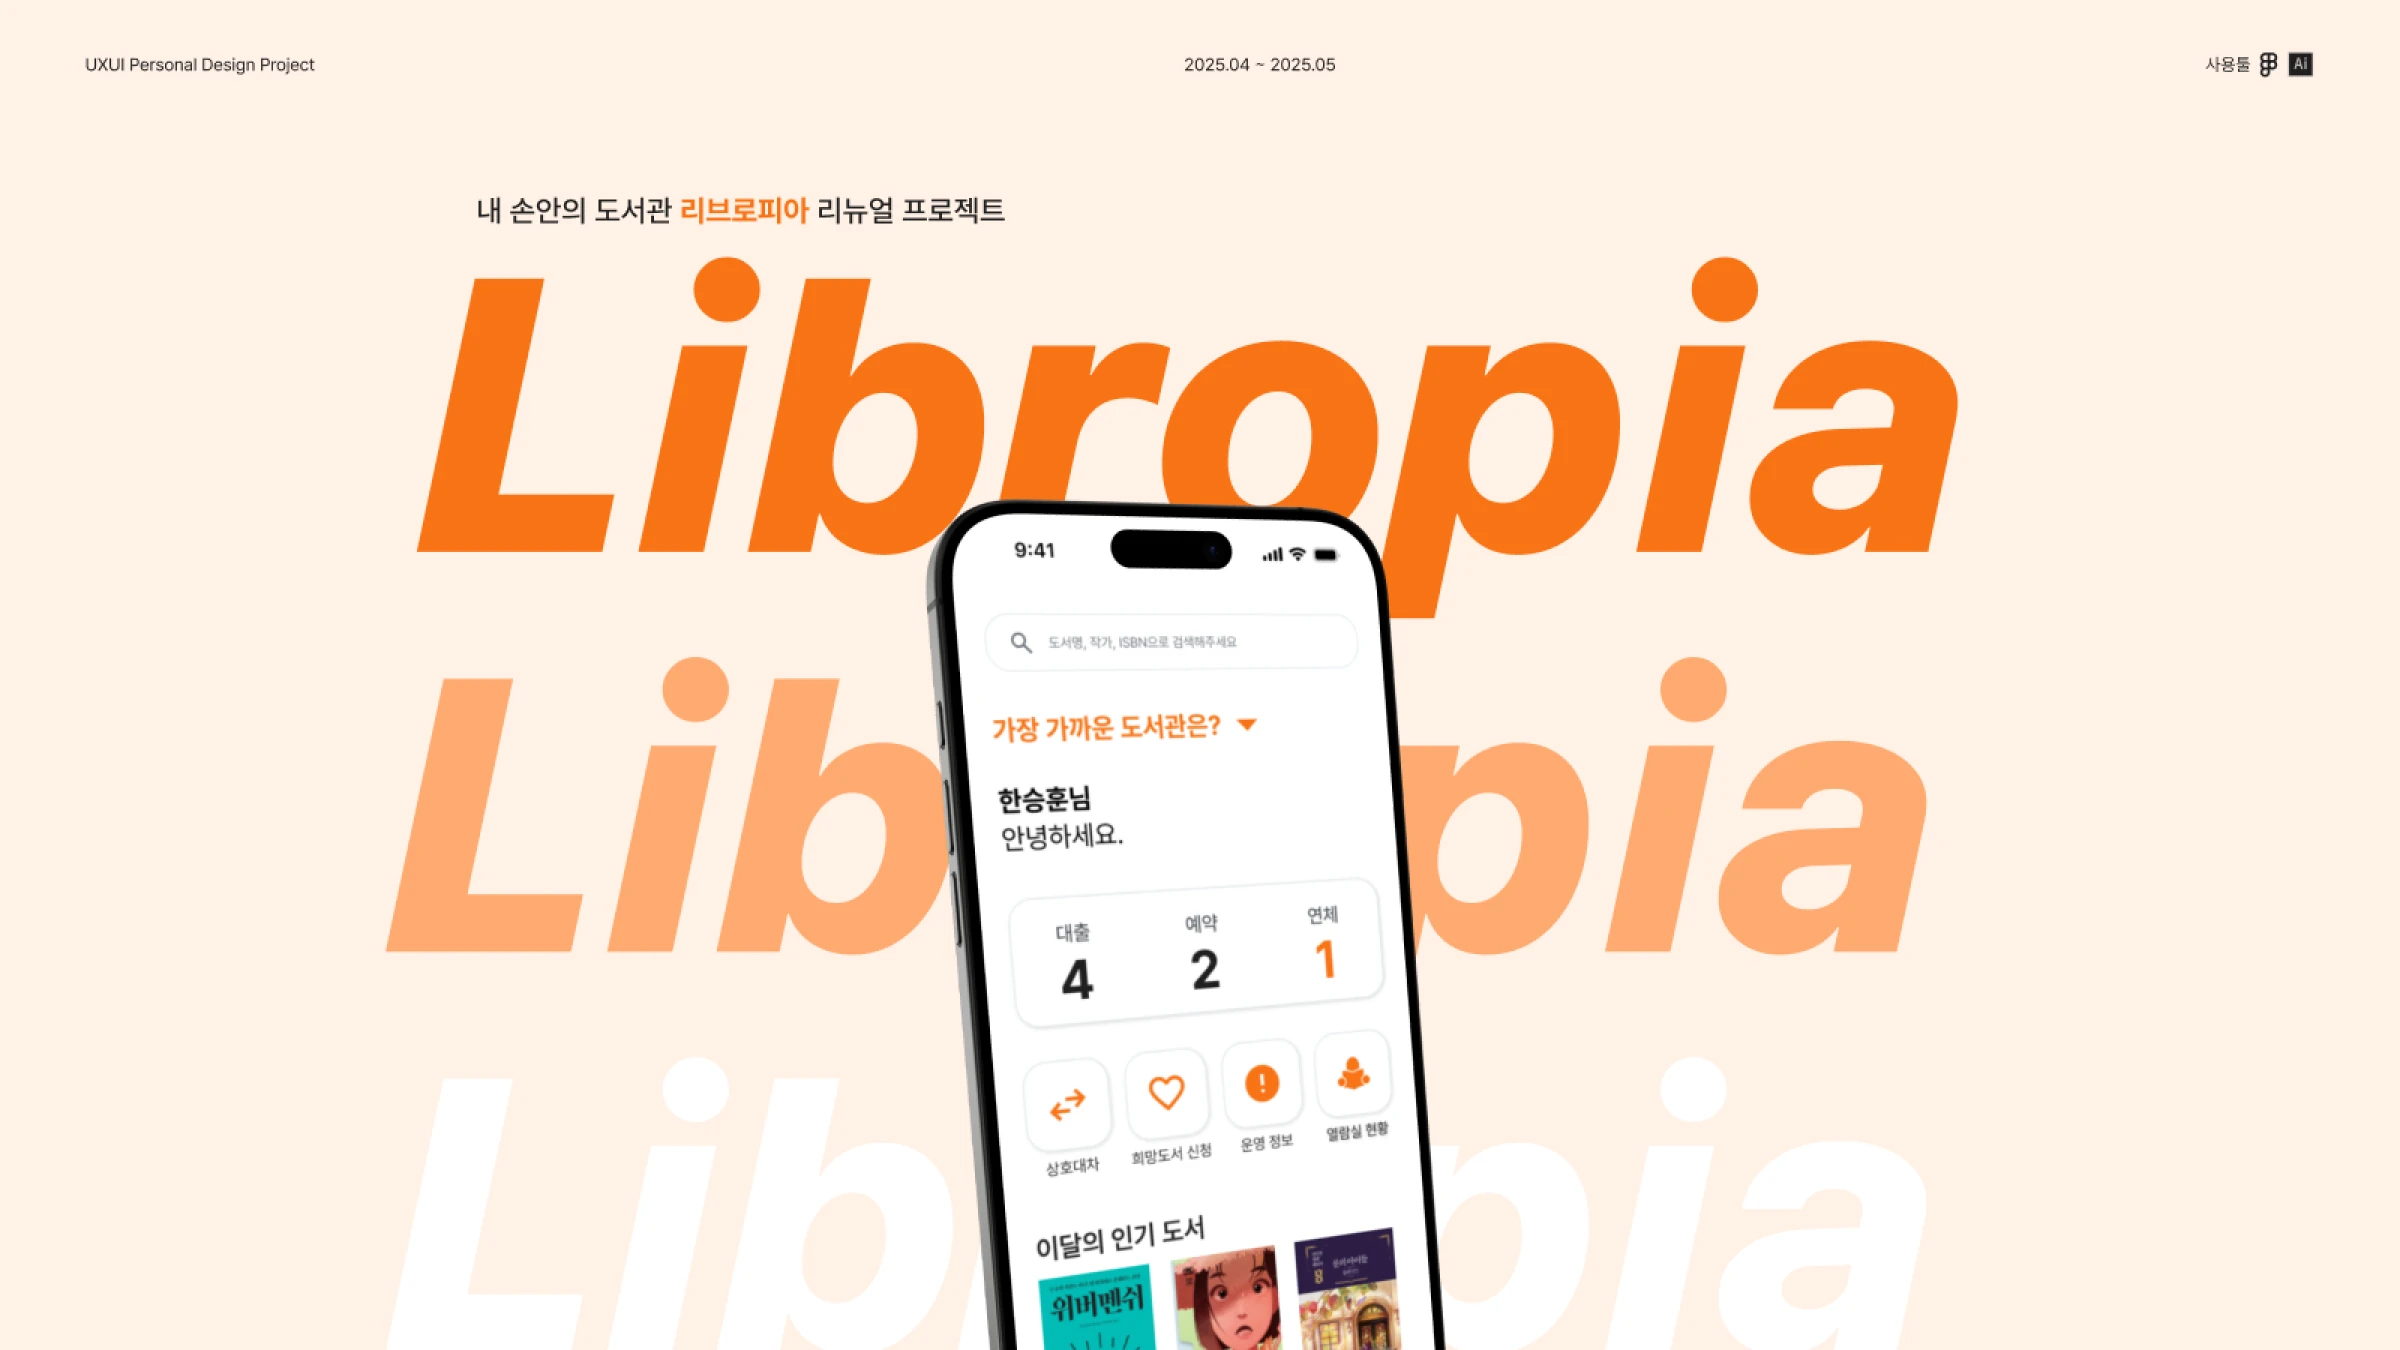 UXUI Personal Design Project
2025.04 ~ 2025.05
사용툴 Ai
내 손안의 도서관 리브로피아 리뉴얼 프로젝트
Libropia
9:41
도서명, 작가, ISBN으로 검색해주세요
가장 가까운 도서관은?
한승훈님
안녕하세요.
대출 예약 연체
4 2 1
상호대차 희망도서 신청 운영 정보 열람실 현황
이달의 인기 도서
위버멘쉬
8
Lib pia
Lib pia